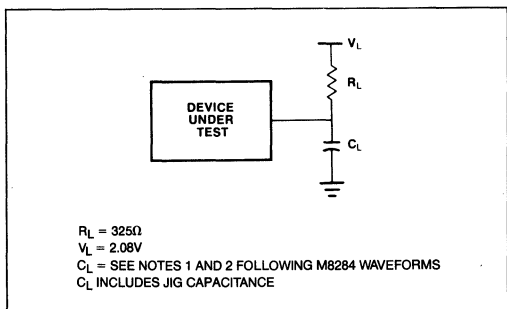 V_L
R_L
DEVICE
UNDER
TEST
C_L
R_L = 325Ω
V_L = 2.08V
C_L = SEE NOTES 1 AND 2 FOLLOWING M8284 WAVEFORMS
C_L INCLUDES JIG CAPACITANCE